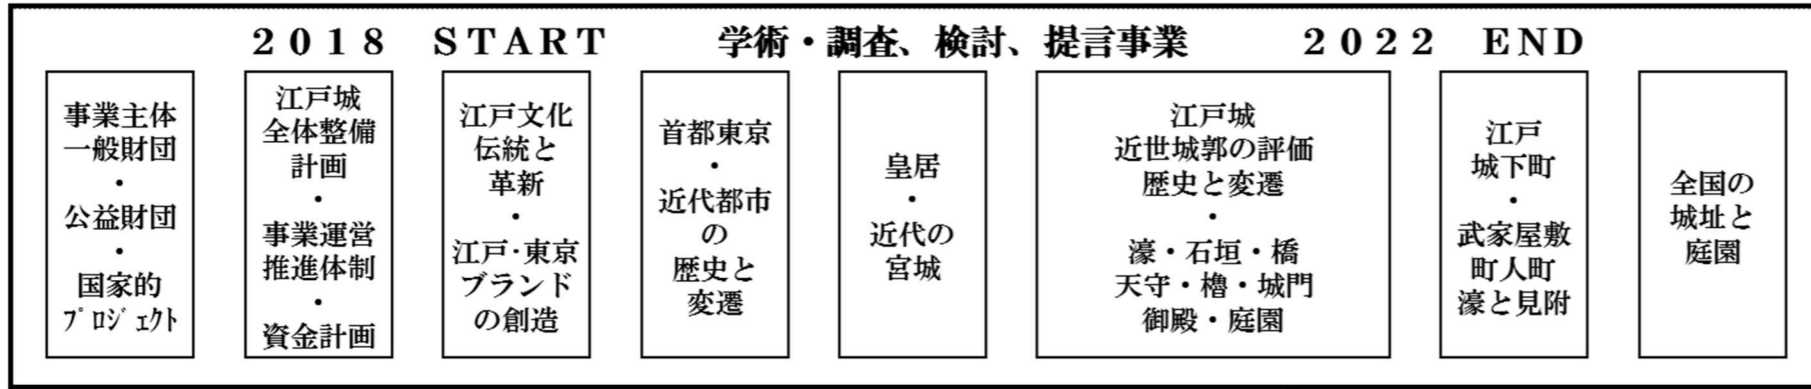 ２０１８　ＳＴＡＲＴ　学術・調査、検討、提言事業　２０２２　ＥＮＤ
事業主体
一般財団
・
公益財団
・
国家的
ﾌﾟﾛｼﾞｪｸﾄ
江戸城
全体整備
計画
・
事業運営
推進体制
・
資金計画
江戸文化
伝統と
革新
・
江戸・東京
ブランド
の創造
首都東京
・
近代都市
の
歴史と
変遷
皇居
・
近代の
宮城
江戸城
近世城郭の評価
歴史と変遷
・
濠・石垣・橋
天守・櫓・城門
御殿・庭園
江戸
城下町
・
武家屋敷
町人町
濠と見附
全国の
城址と
庭園